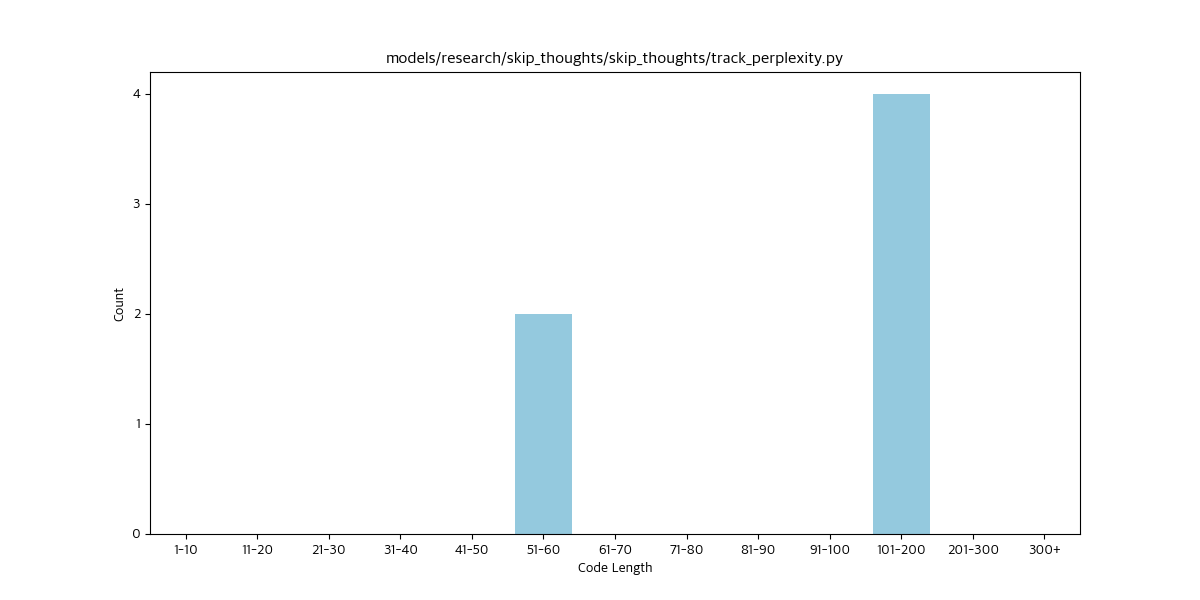 models/research/skip_thoughts/skip_thoughts/track_perplexity.py
4
3
2
1
0
Count
1-10 11-20 21-30 31-40 41-50 51-60 61-70 71-80 81-90 91-100 101-200 201-300 300+
Code Length